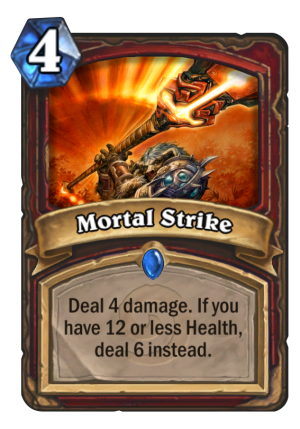 4
Mortal Strike
Deal 4 damage. If you
have 12 or less Health,
deal 6 instead.